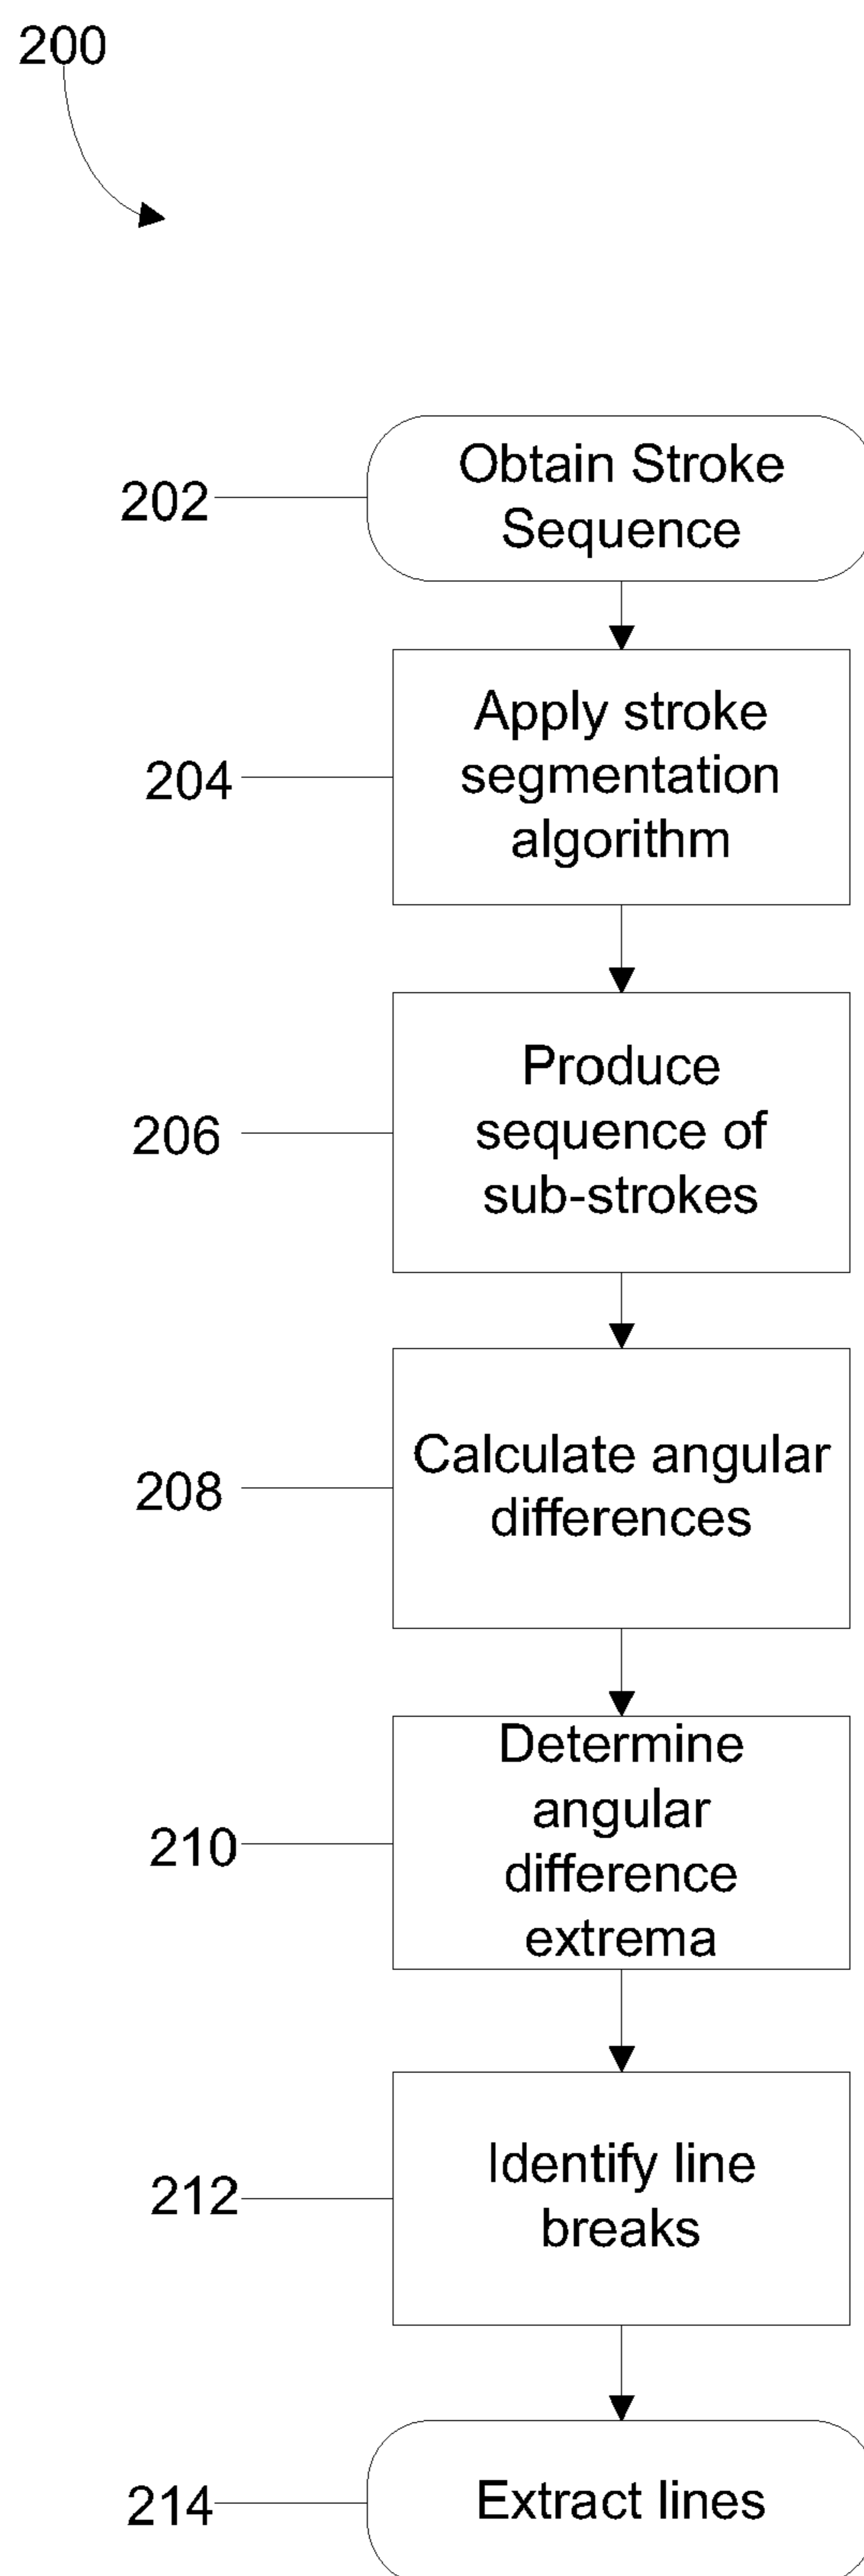 200
202
Obtain Stroke
Sequence
204
Apply stroke
segmentation
algorithm
206
Produce
sequence of
sub-strokes
208
Calculate angular
differences
210
Determine
angular
difference
extrema
212
Identify line
breaks
214
Extract lines